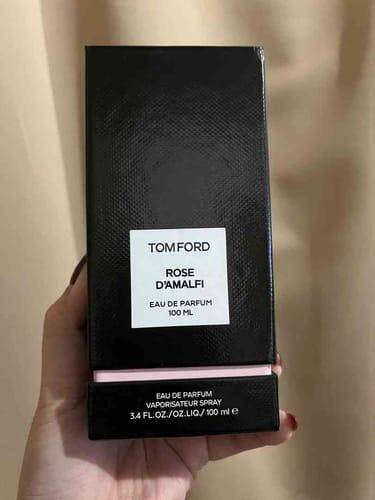 TOM FORD
ROSE
D'AMALFI
EAU DE PARFUM
100 ML
EAU DE PARFUM
VAPORISATEUR SPRAY
3.4 FL.OZ./OZ.LIQ./100 ml ℮